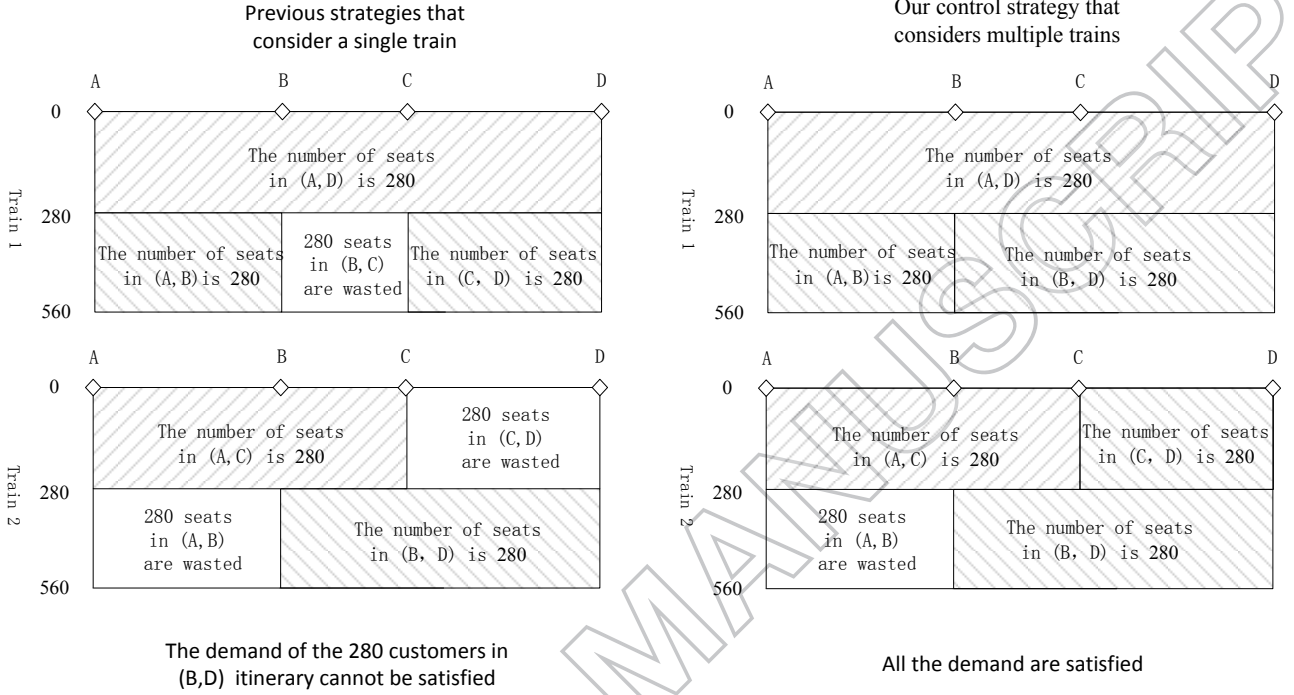 Previous strategies that
consider a single train
A B C D
0
The number of seats
in (A,D) is 280
280
Train 1
The number of seats
in (A,B)is 280
280 seats
in (B,C)
are wasted
The number of seats
in (C, D) is 280
560
A B C D
0
The number of seats
in (A,C) is 280
280 seats
in (C,D)
are wasted
280
Train 2
280 seats
in (A,B)
are wasted
The number of seats
in (B, D) is 280
560
The demand of the 280 customers in
(B,D) itinerary cannot be satisfied
Our control strategy that
considers multiple trains
A B C D
0
The number of seats
in (A,D) is 280
280
Train 1
The number of seats
in (A,B)is 280
The number of seats
in (B, D) is 280
560
A B C D
0
The number of seats
in (A,C) is 280
The number of seats
in (C, D) is 280
280
Train 2
280 seats
in (A,B)
are wasted
The number of seats
in (B, D) is 280
560
All the demand are satisfied
MANUSCRIP